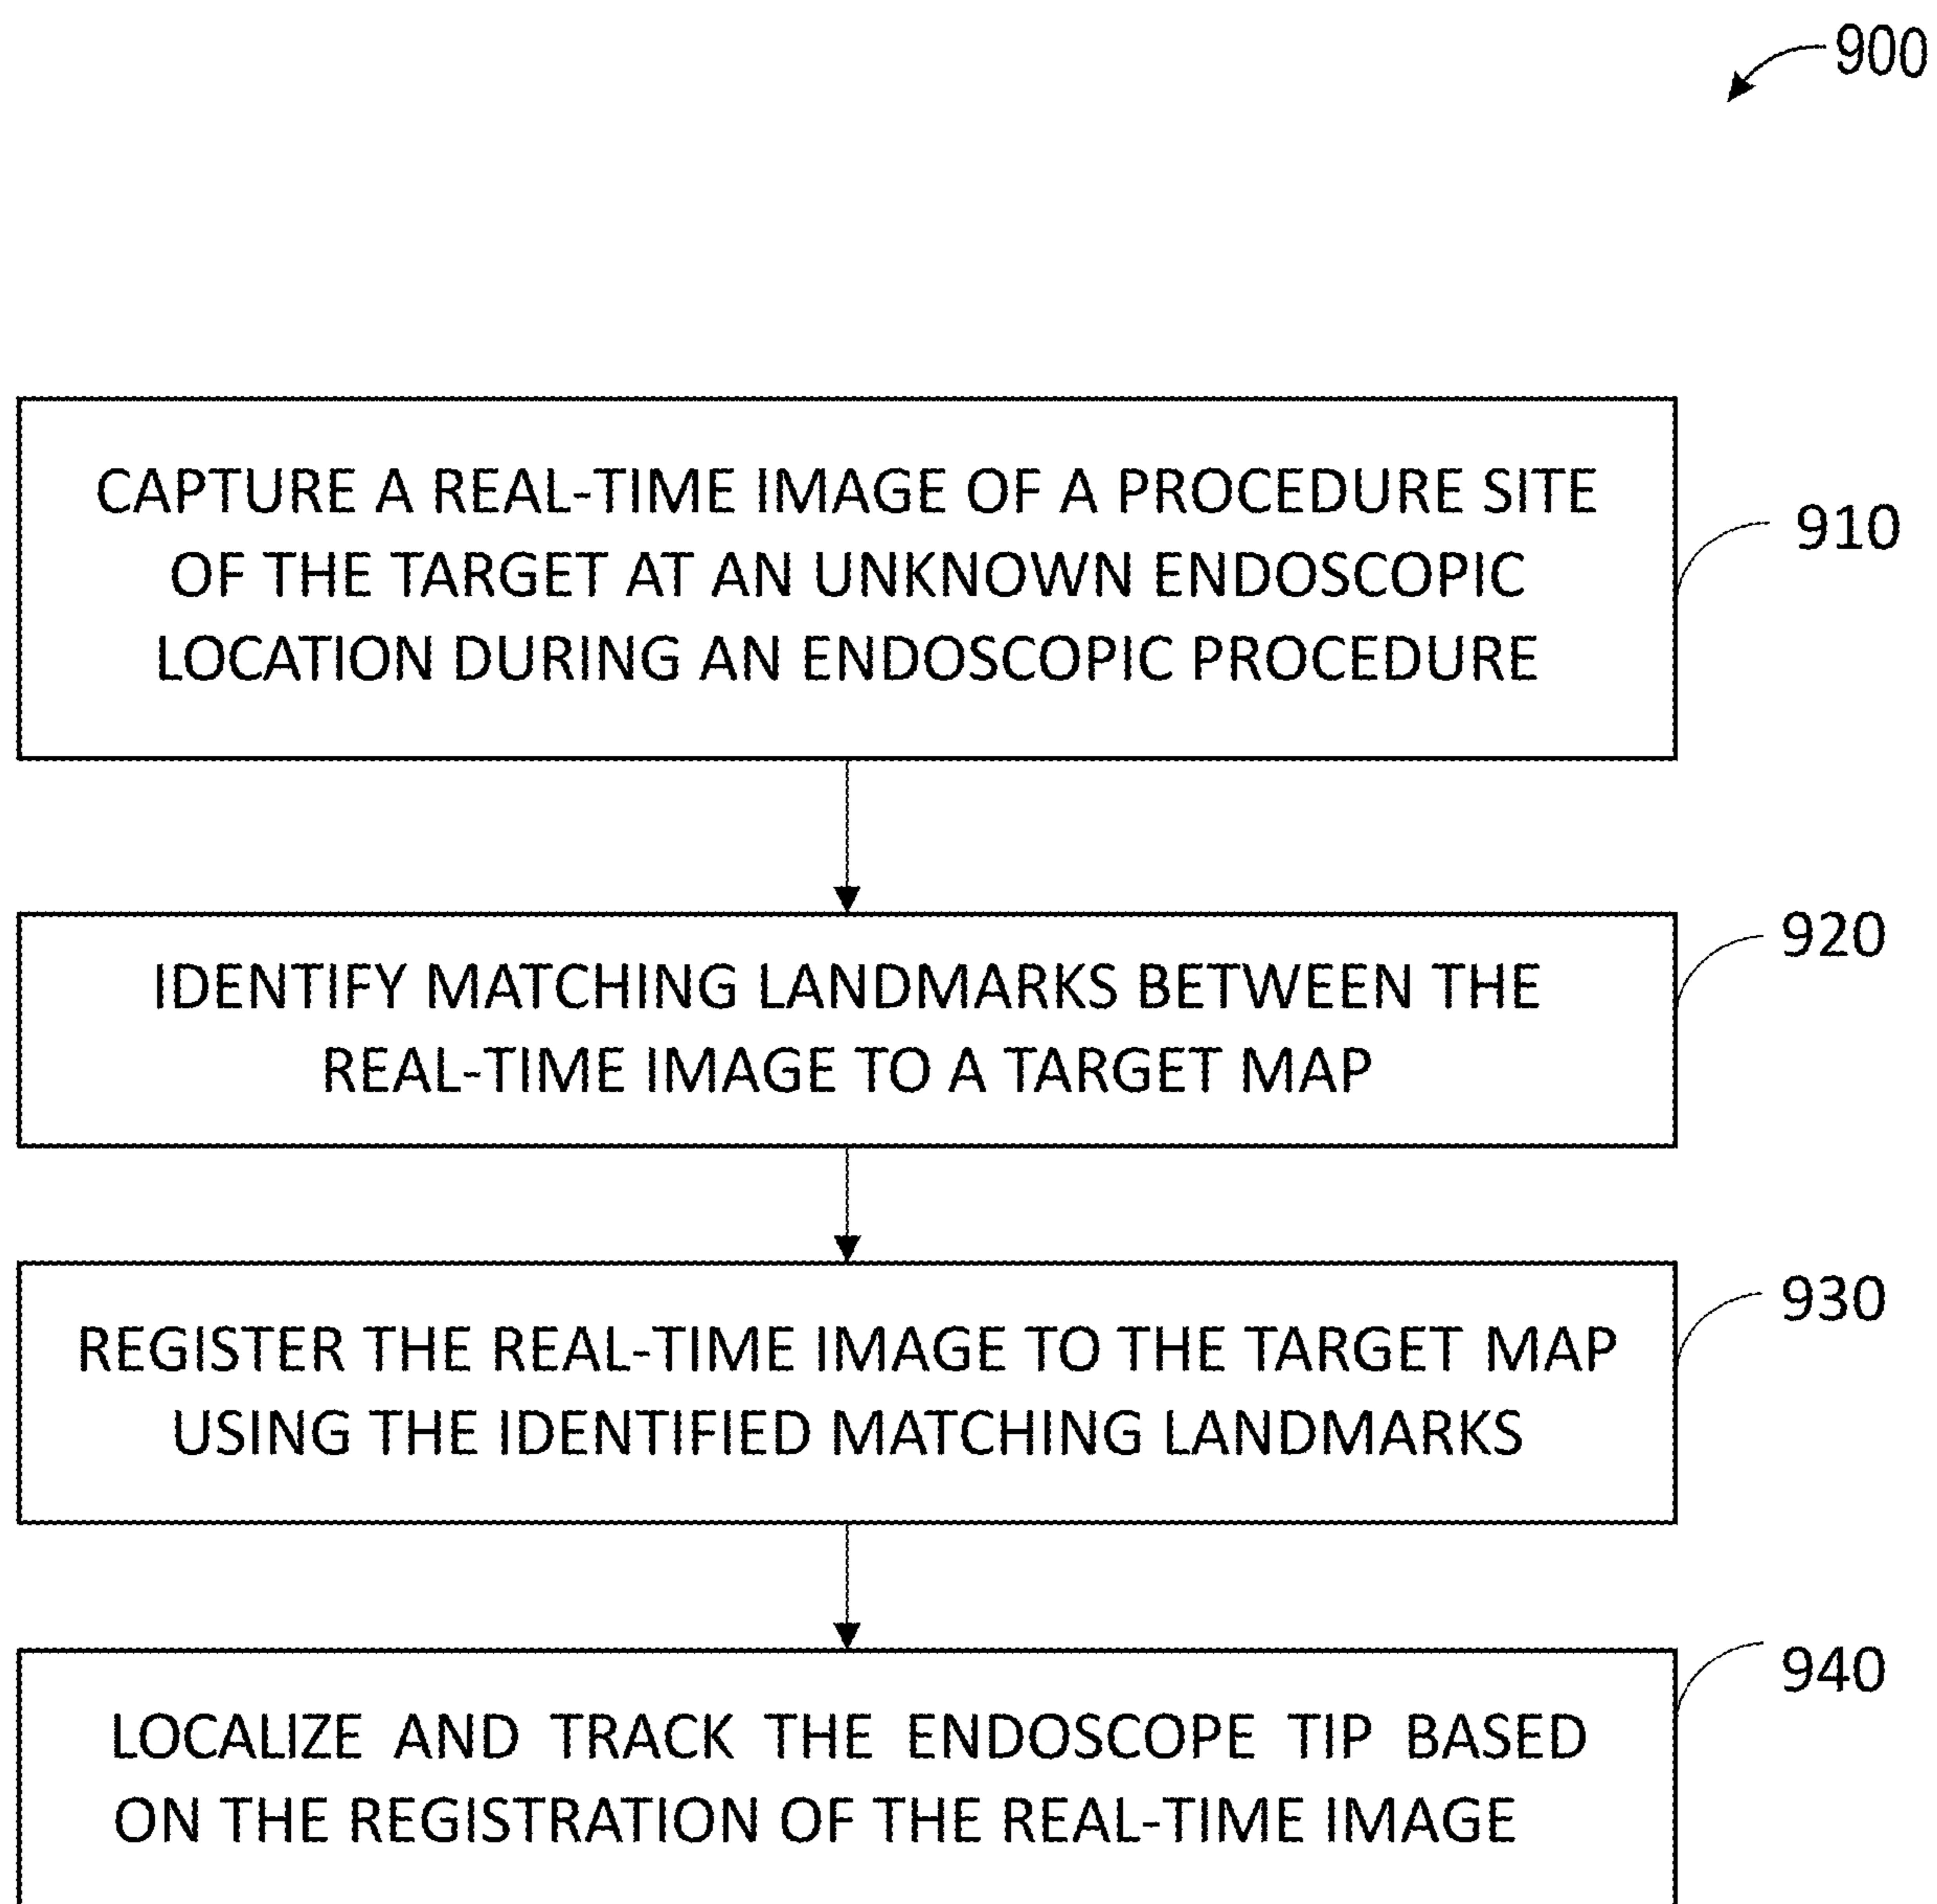 900
CAPTURE A REAL-TIME IMAGE OF A PROCEDURE SITE
OF THE TARGET AT AN UNKNOWN ENDOSCOPIC
LOCATION DURING AN ENDOSCOPIC PROCEDURE
910
IDENTIFY MATCHING LANDMARKS BETWEEN THE
REAL-TIME IMAGE TO A TARGET MAP
920
REGISTER THE REAL-TIME IMAGE TO THE TARGET MAP
USING THE IDENTIFIED MATCHING LANDMARKS
930
LOCALIZE AND TRACK THE ENDOSCOPE TIP BASED
ON THE REGISTRATION OF THE REAL-TIME IMAGE
940